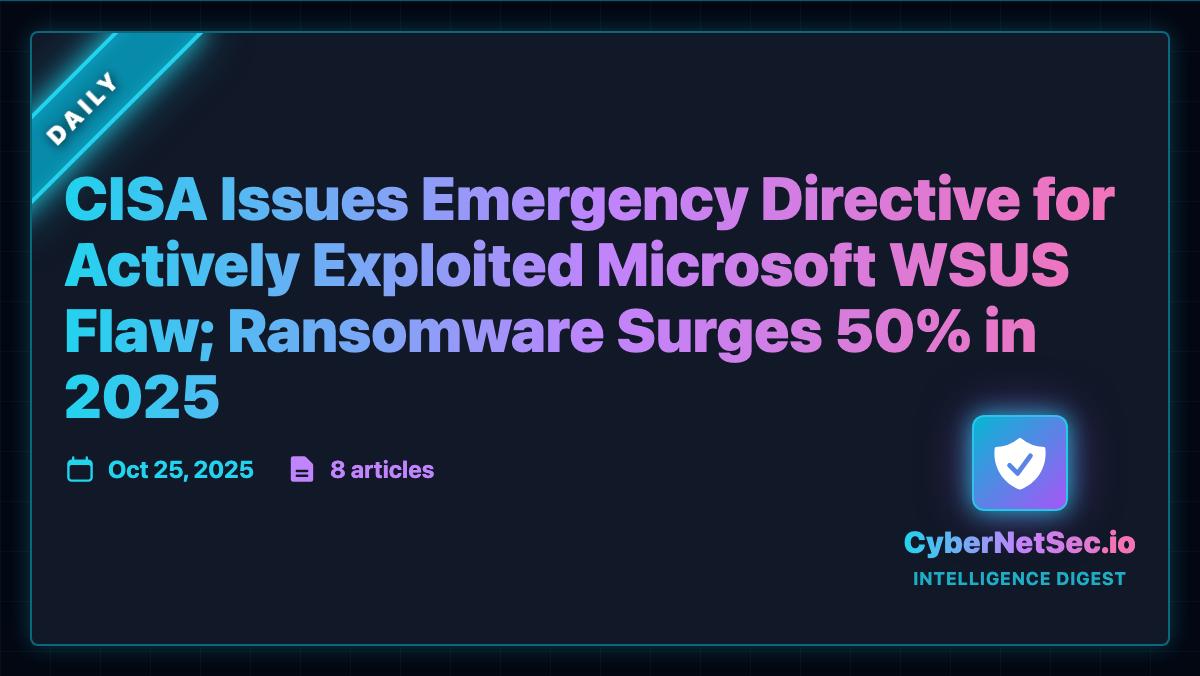 DAILY
CISA Issues Emergency Directive for
Actively Exploited Microsoft WSUS
Flaw; Ransomware Surges 50% in
2025
Oct 25, 2025 8 articles
CyberNetSec.io
INTELLIGENCE DIGEST